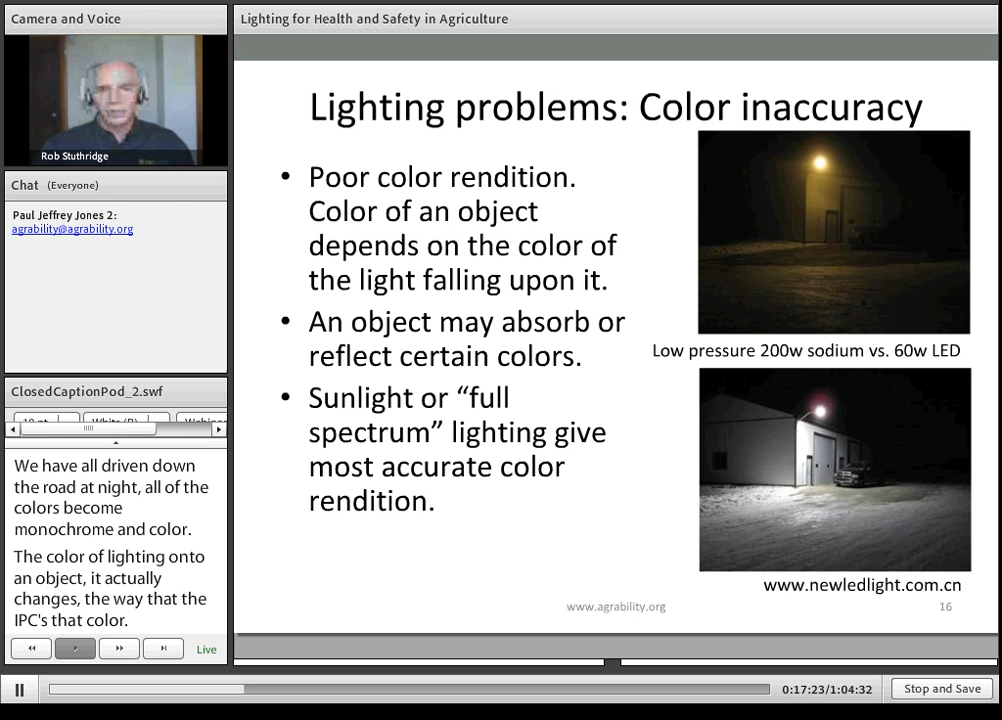 Camera and Voice
Rob Stuthridge
Chat (Everyone)
Paul Jeffrey Jones 2:
agrability@agrability.org
ClosedCaptionPod_2.swf
We have all driven down
the road at night, all of the
colors become
monochrome and color.
The color of lighting onto
an object, it actually
changes, the way that the
IPC's that color.
Live
Lighting for Health and Safety in Agriculture
Lighting problems: Color inaccuracy
• Poor color rendition.
Color of an object
depends on the color of
the light falling upon it.
• An object may absorb or
reflect certain colors.
• Sunlight or “full
spectrum” lighting give
most accurate color
rendition.
Low pressure 200w sodium vs. 60w LED
www.newledlight.com.cn
www.agrability.org
16
0:17:23/1:04:32
Stop and Save